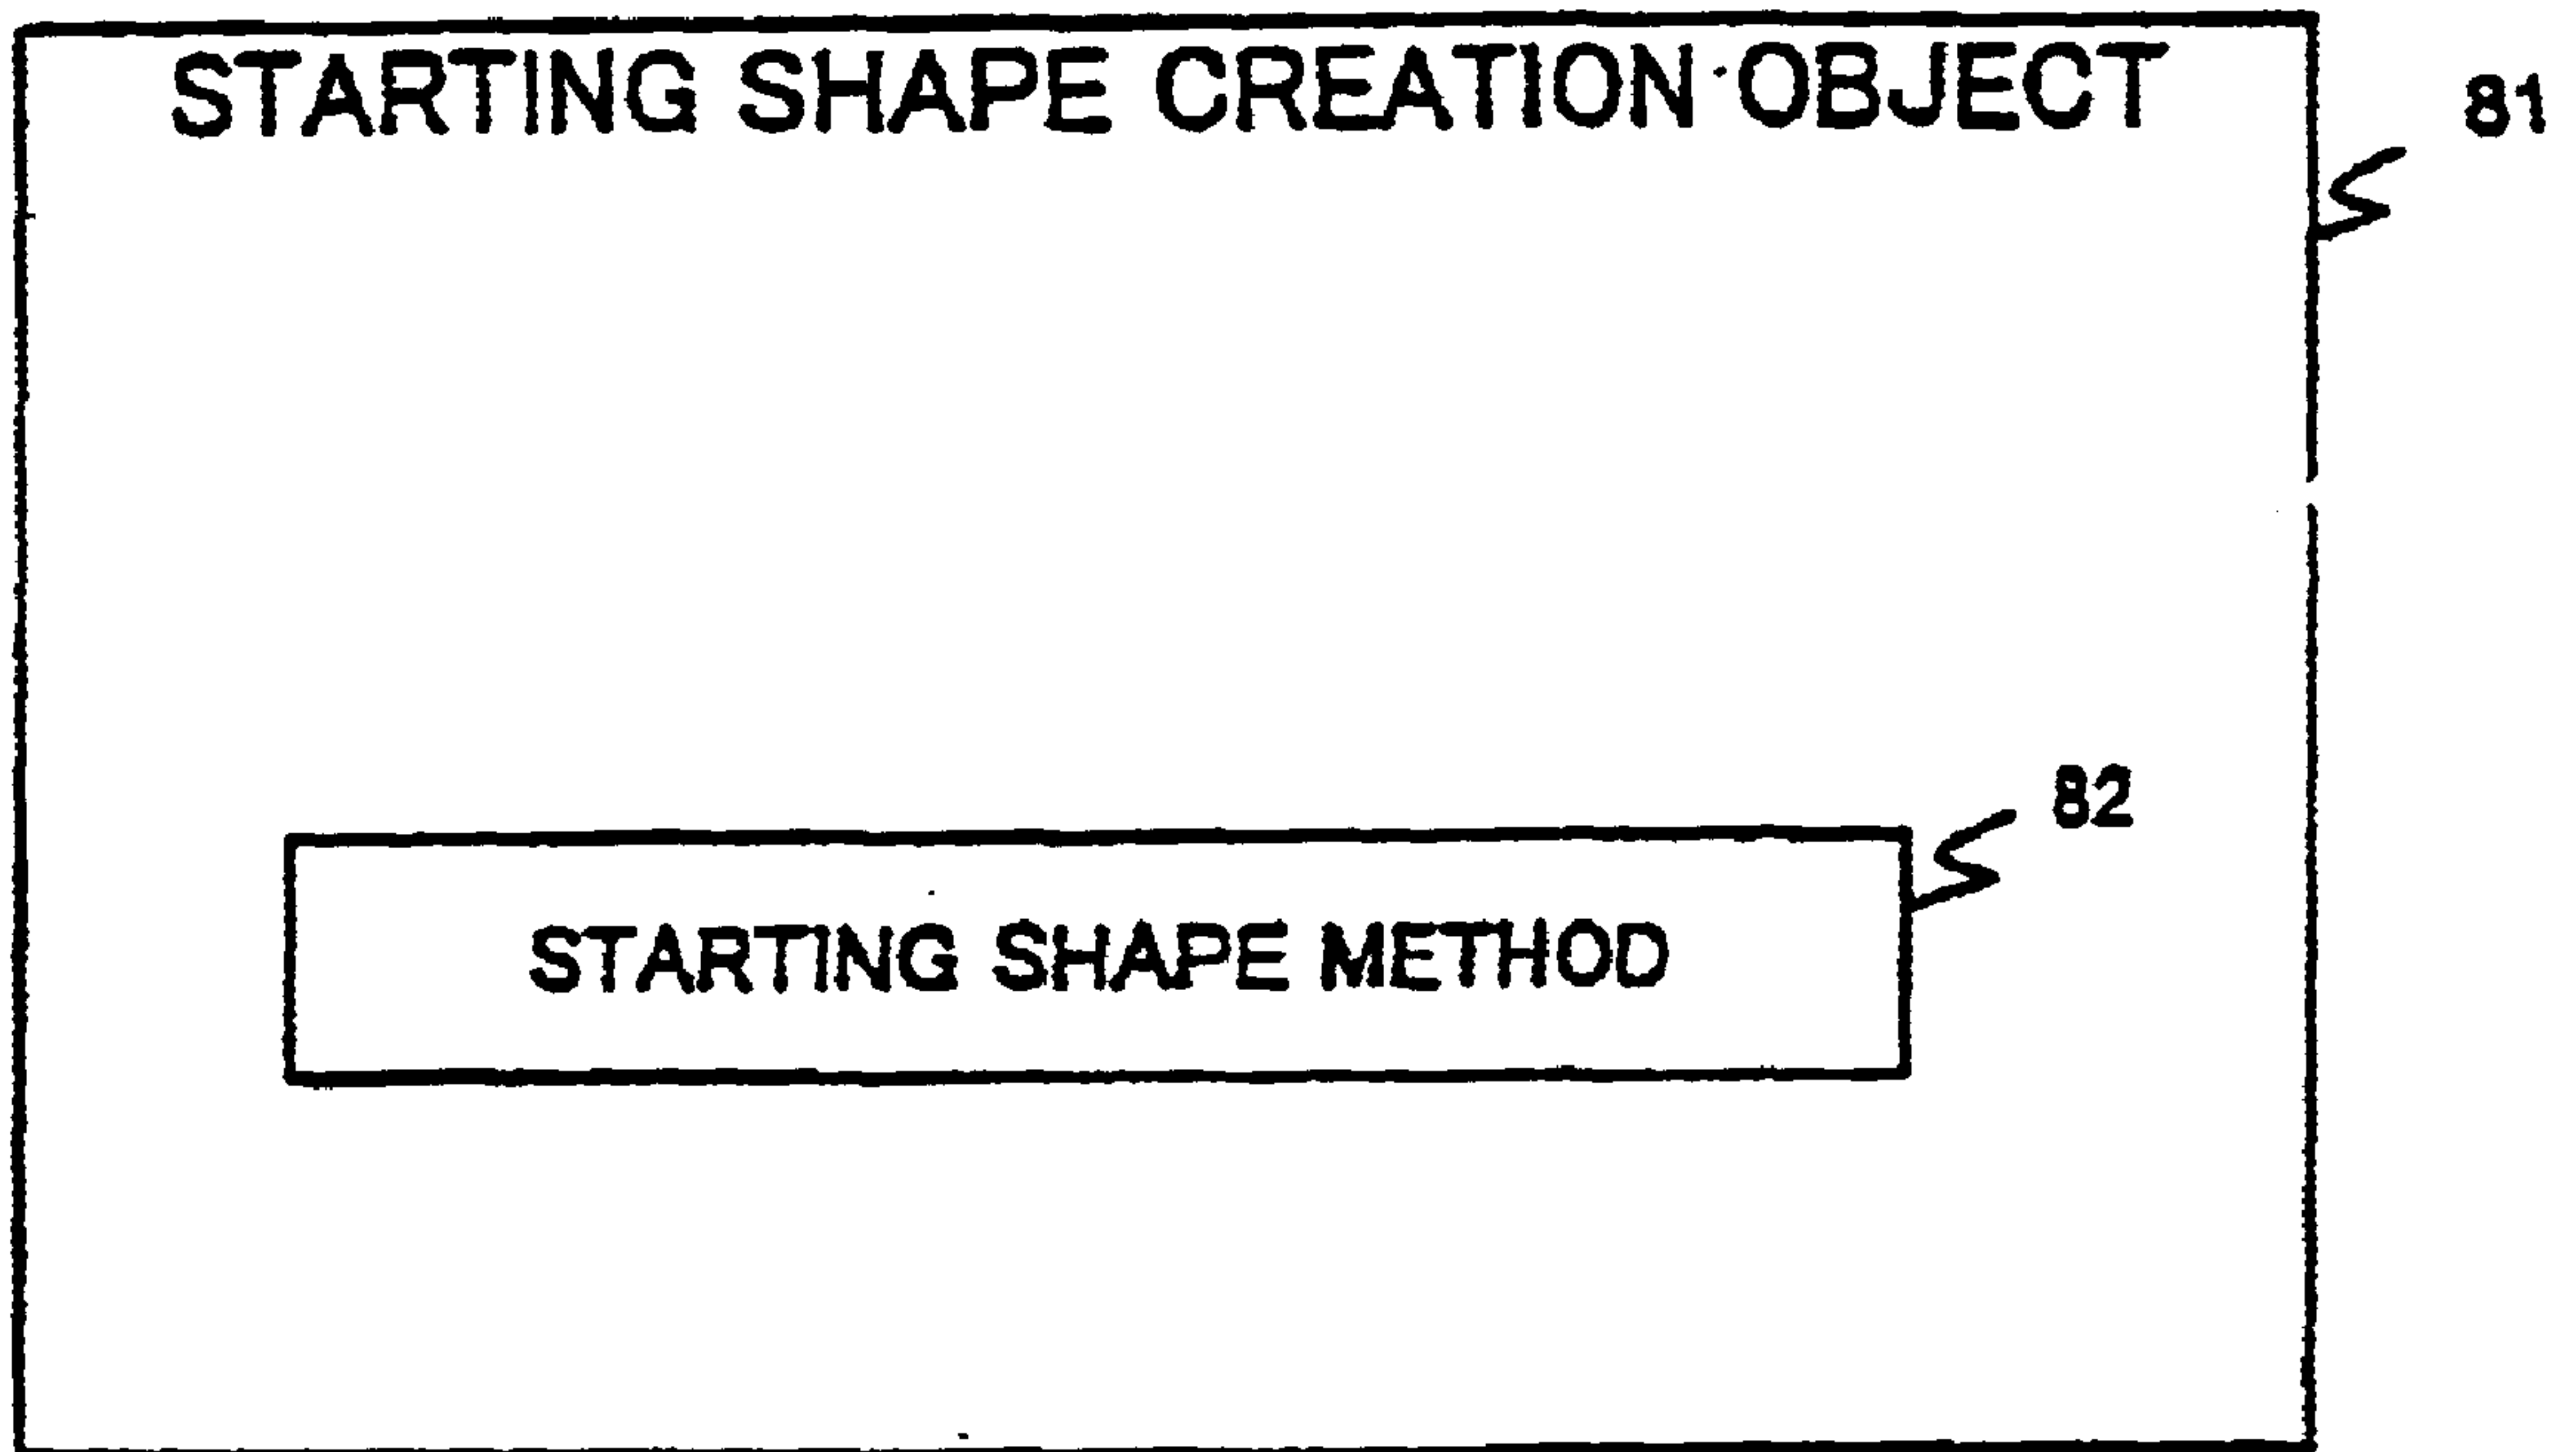 STARTING SHAPE CREATION OBJECT
81
82
STARTING SHAPE METHOD